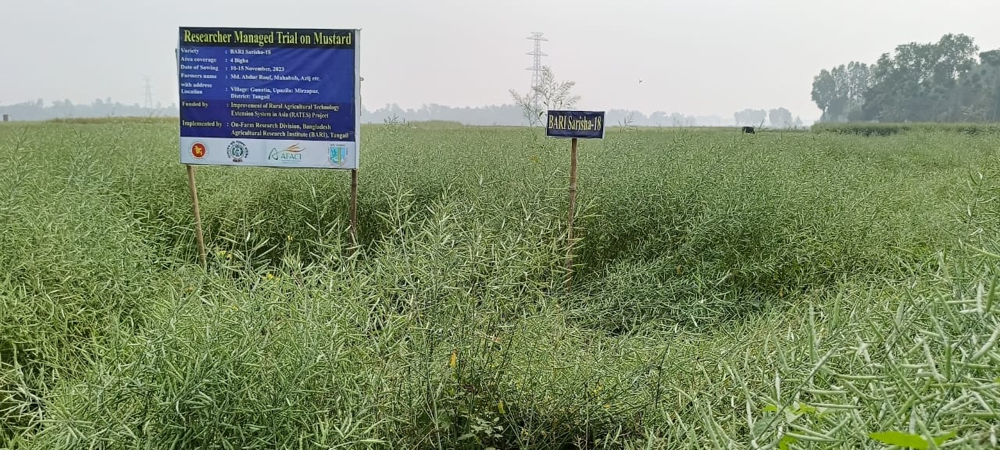 Researcher Managed Trial on Mustard
Variety : BARI Sarisha-18
Area coverage : 4 Bigha
Date of Sowing : 10-15 November, 2023
Farmers name : Md. Abdur Rouf, Mahabub, Azij etc.
with address
Location : Village: Gunatia, Upazila: Mirzapur,
District: Tangail
Funded by : Improvement of Rural Agricultural Technology
Extension System in Asia (RATES) Project
Implemented by : On-Farm Research Division, Bangladesh
Agricultural Research Institute (BARI), Tangail
AFACI
BARI Sarisha-18